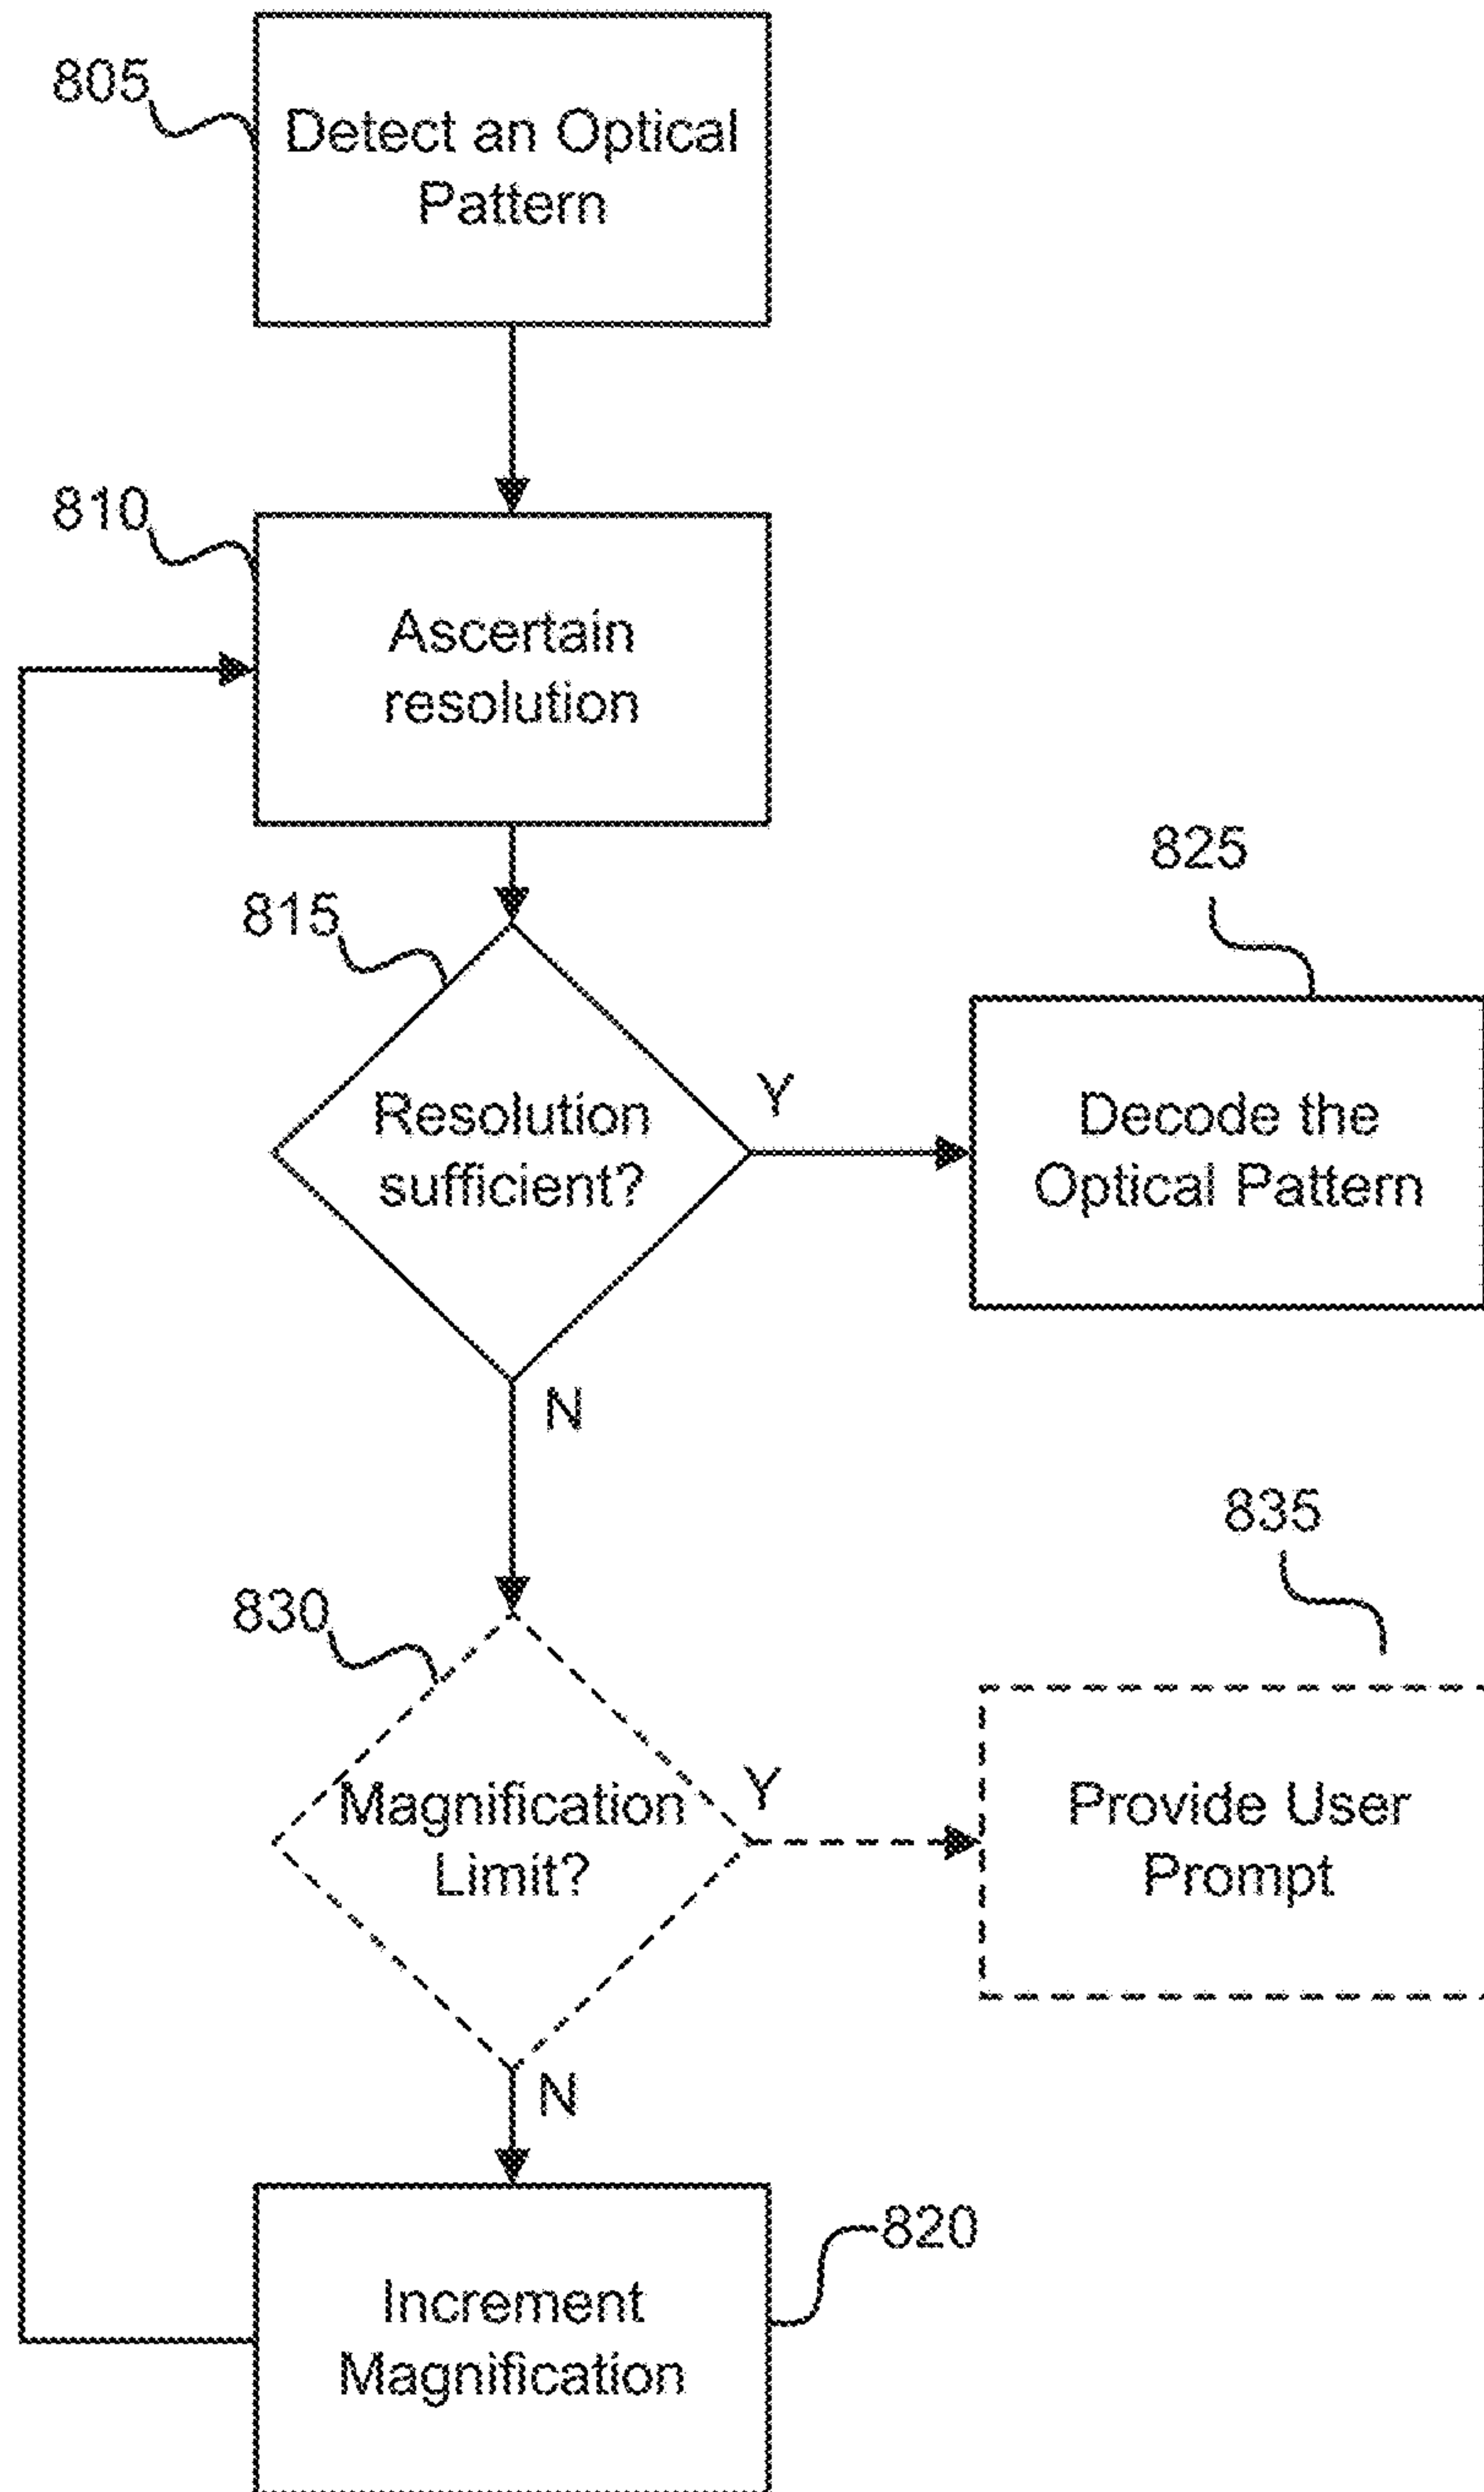 805
Detect an Optical
Pattern
810
Ascertain
resolution
815
Resolution
sufficient?
Y
825
Decode the
Optical Pattern
N
830
Magnification
Limit?
Y
835
Provide User
Prompt
N
820
Increment
Magnification